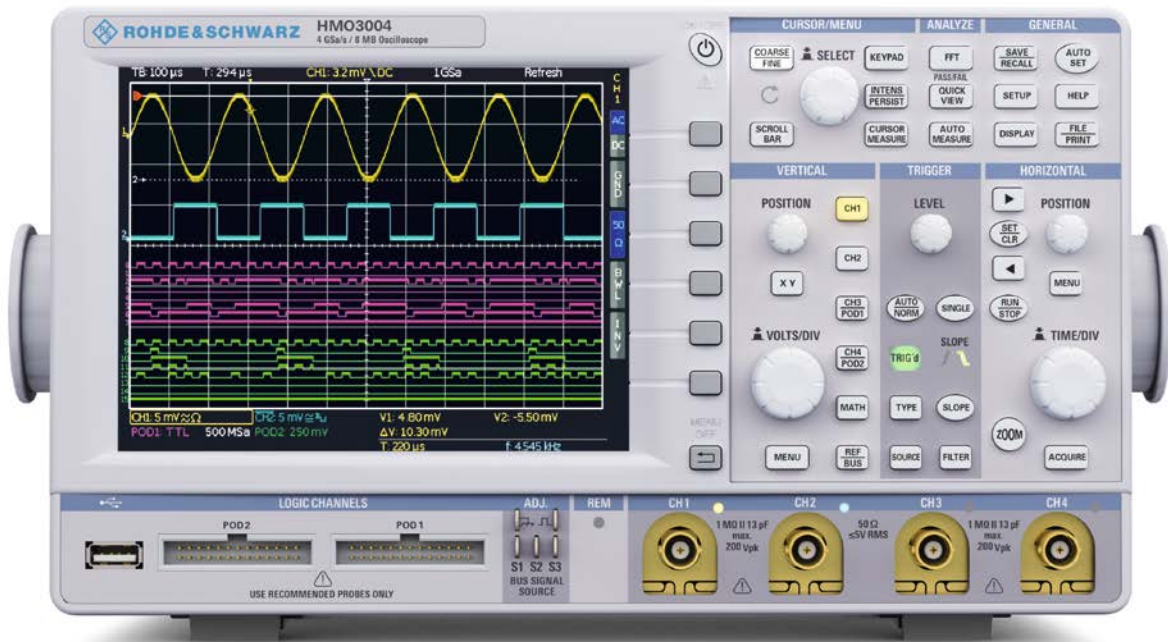 ROHDE & SCHWARZ HMO3004
4 GSa/s / 8 MB Oscilloscope
TB: 100 µs T: 294 µs CH1: 3.2 mV \ DC 1GSa Refresh
CH1
AC
DC
GND
50 Ω
BWL
INV
1
2
2
CH1: 5 mV≂Ω CH2: 5 mV V1: 4.80 mV V2: -5.50 mV
POD1: TTL 500 MSa POD2: 250 mV ΔV: 10.30 mV
T: 220 µs f: 4.545 kHz
MENU
OFF
CURSOR/MENU ANALYZE GENERAL
COARSE
FINE
SELECT KEYPAD FFT SAVE
RECALL
AUTO
SET
PASS/FAIL
INTENS
PERSIST
QUICK
VIEW
SETUP HELP
SCROLL
BAR
CURSOR
MEASURE
AUTO
MEASURE
DISPLAY FILE
PRINT
VERTICAL TRIGGER HORIZONTAL
POSITION CH1 LEVEL POSITION
SET
CLR
CH2
X Y MENU
CH3
POD1
AUTO
NORM
SINGLE RUN
STOP
VOLTS/DIV SLOPE TIME/DIV
CH4
POD2
TRIG'd
MATH TYPE SLOPE
ZOOM
MENU REF
BUS
SOURCE FILTER ACQUIRE
LOGIC CHANNELS ADJ. REM CH1 CH2 CH3 CH4
POD2 POD1
1 MΩ II 13 pF
max.
200 Vpk
50 Ω
≤5V RMS
1 MΩ II 13 pF
max.
200 Vpk
S1 S2 S3
BUS SIGNAL
SOURCE
USE RECOMMENDED PROBES ONLY